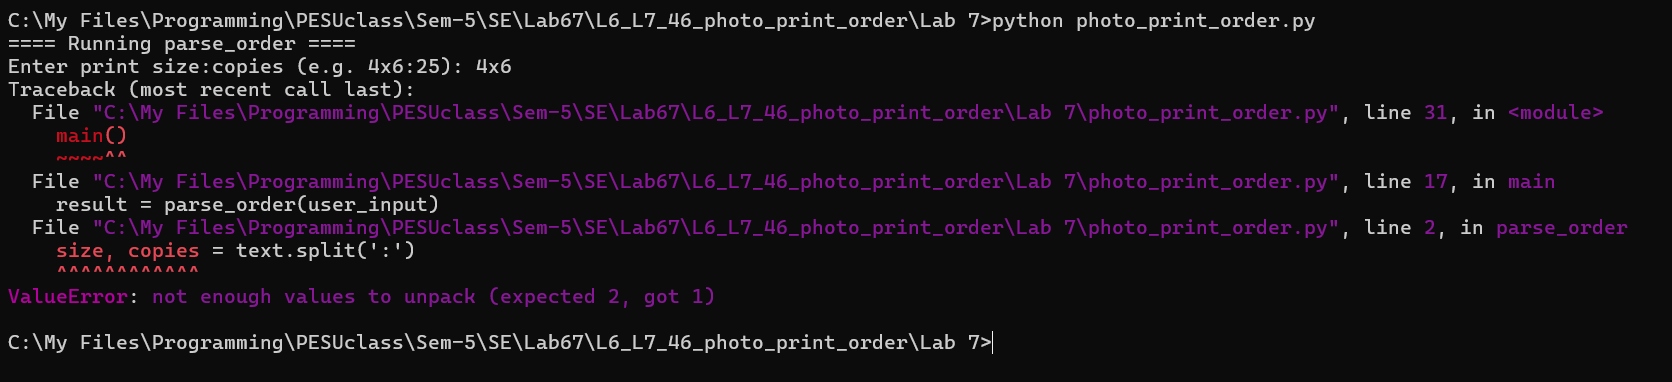 C:\My Files\Programming\PESUclass\Sem-5\SE\Lab67\L6_L7_46_photo_print_order\Lab 7>python photo_print_order.py
==== Running parse_order ====
Enter print size:copies (e.g. 4x6:25): 4x6
Traceback (most recent call last):
  File "C:\My Files\Programming\PESUclass\Sem-5\SE\Lab67\L6_L7_46_photo_print_order\Lab 7\photo_print_order.py", line 31, in <module>
    main()
    ~~~~^^
  File "C:\My Files\Programming\PESUclass\Sem-5\SE\Lab67\L6_L7_46_photo_print_order\Lab 7\photo_print_order.py", line 17, in main
    result = parse_order(user_input)
  File "C:\My Files\Programming\PESUclass\Sem-5\SE\Lab67\L6_L7_46_photo_print_order\Lab 7\photo_print_order.py", line 2, in parse_order
    size, copies = text.split(':')
    ^^^^^^^^^^^^
ValueError: not enough values to unpack (expected 2, got 1)

C:\My Files\Programming\PESUclass\Sem-5\SE\Lab67\L6_L7_46_photo_print_order\Lab 7>